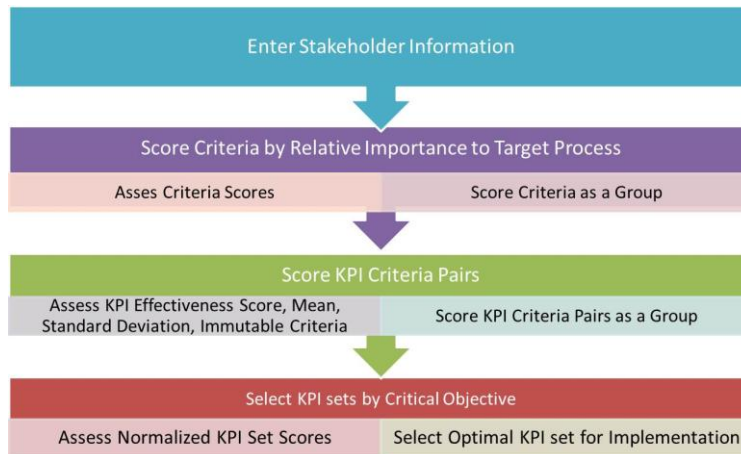 Enter Stakeholder Information
Score Criteria by Relative Importance to Target Process
Asses Criteria Scores
Score Criteria as a Group
Score KPI Criteria Pairs
Assess KPI Effectiveness Score, Mean,
Standard Deviation, Immutable Criteria
Score KPI Criteria Pairs as a Group
Select KPI sets by Critical Objective
Assess Normalized KPI Set Scores
Select Optimal KPI set for Implementation